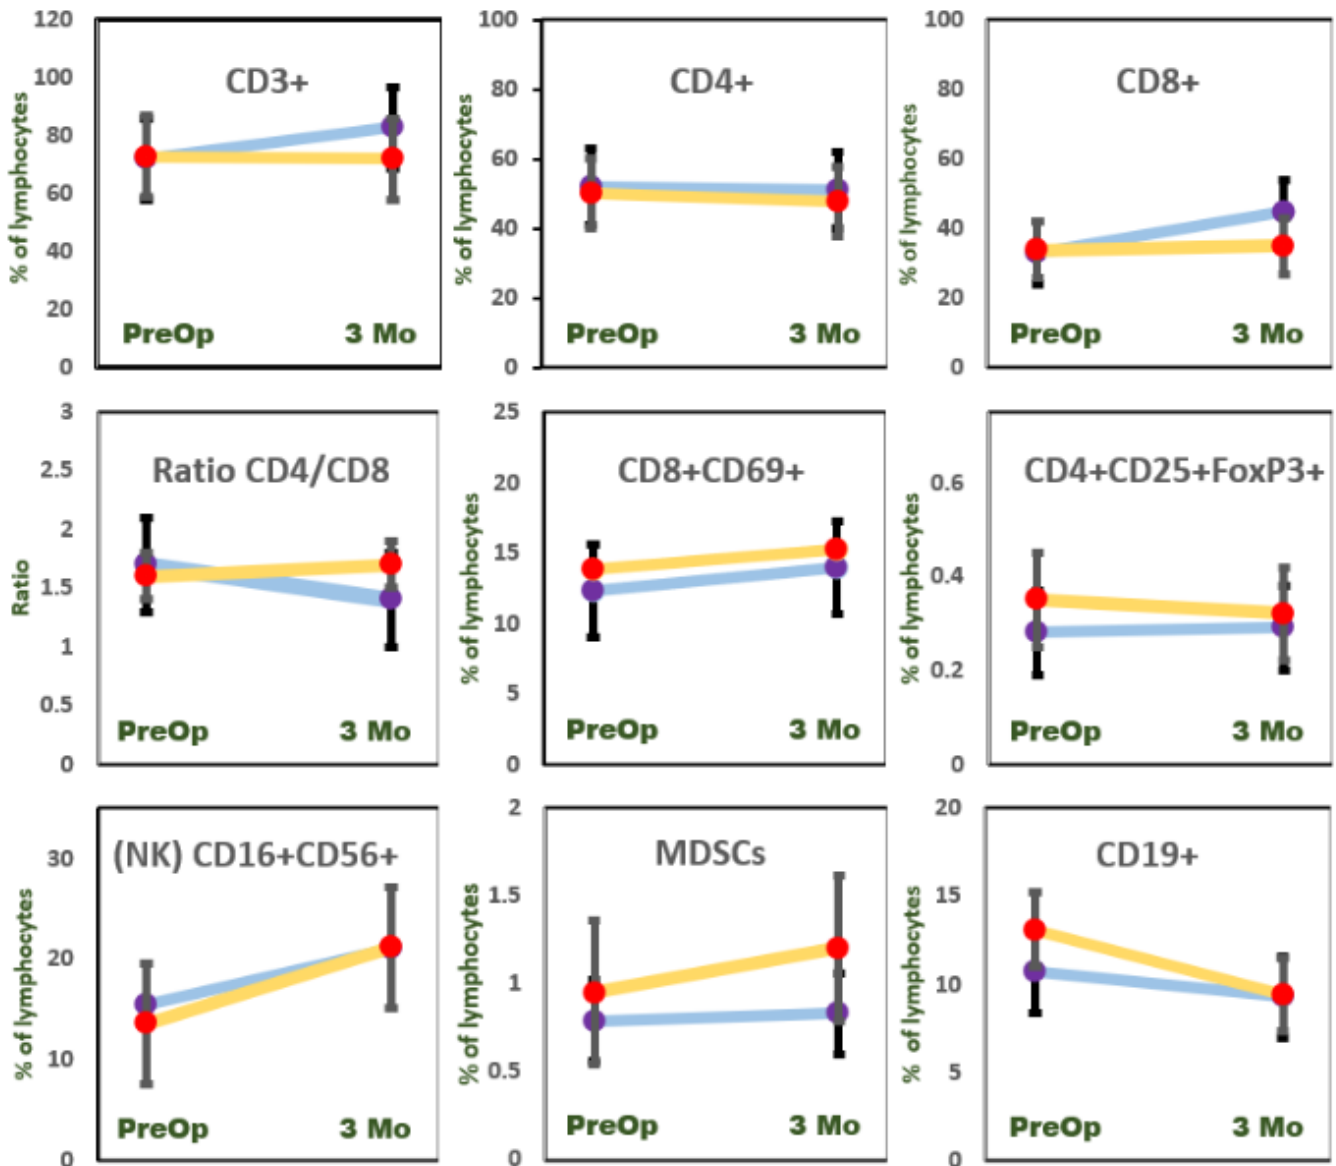 120
100
80
60
40
20
0
% of lymphocytes
CD3+
PreOp 3 Mo
100
80
60
40
20
0
% of lymphocytes
CD4+
PreOp 3 Mo
100
80
60
40
20
0
% of lymphocytes
CD8+
PreOp 3 Mo
3
2.5
2
1.5
1
0.5
0
Ratio
Ratio CD4/CD8
PreOp 3 Mo
25
20
15
10
5
0
% of lymphocytes
CD8+CD69+
PreOp 3 Mo
0.6
0.4
0.2
0
% of lymphocytes
CD4+CD25+FoxP3+
PreOp 3 Mo
30
20
10
0
% of lymphocytes
(NK) CD16+CD56+
PreOp 3 Mo
2
1.5
1
0.5
0
% of lymphocytes
MDSCs
PreOp 3 Mo
20
15
10
5
0
% of lymphocytes
CD19+
PreOp 3 Mo